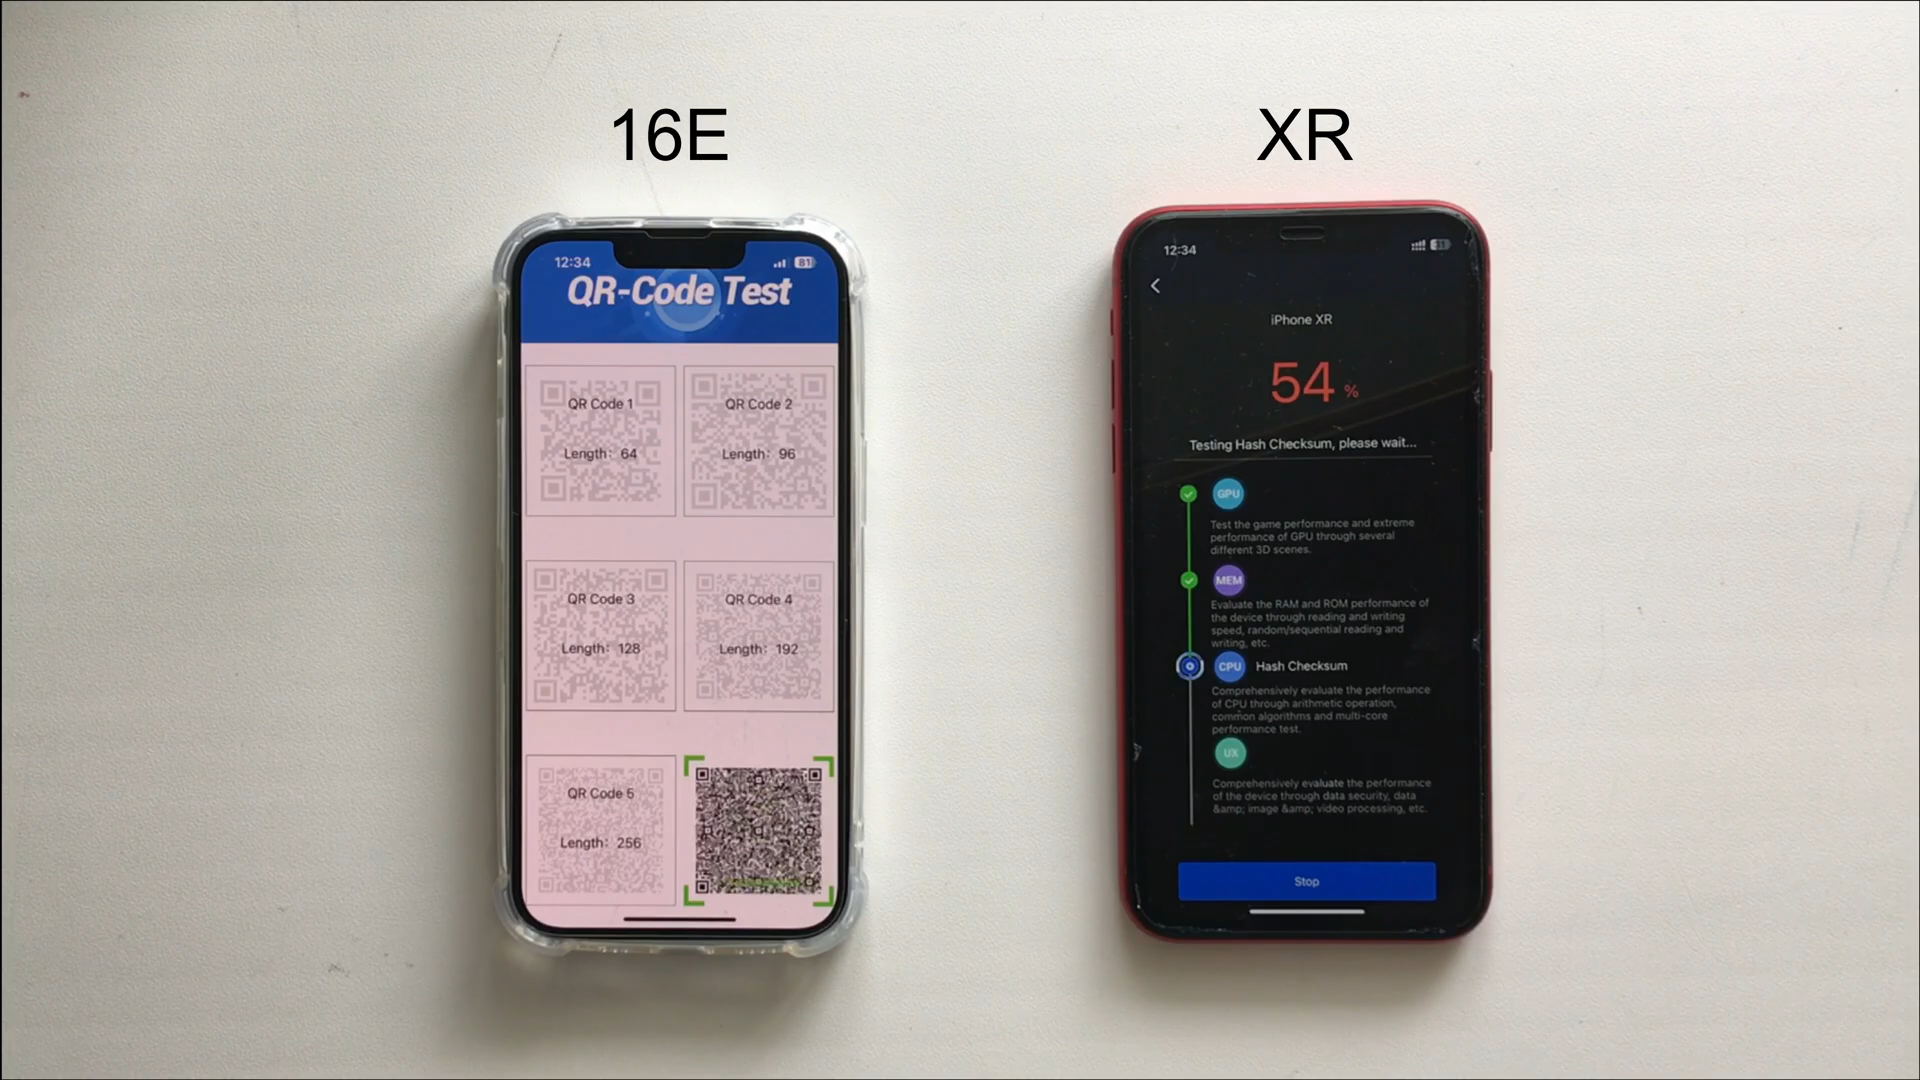 16E
XR
12:34
81
QR-Code Test
QR Code 1
Length: 64
QR Code 2
Length: 96
QR Code 3
Length: 128
QR Code 4
Length: 192
QR Code 5
Length: 256
12:34
iPhone XR
54 %
Testing Hash Checksum, please wait...
GPU
Test the game performance and extreme
performance of GPU through several
different 3D scenes.
MEM
Evaluate the RAM and ROM performance of
the device through reading and writing
speed, random/sequential reading and
writing, etc.
CPU Hash Checksum
Comprehensively evaluate the performance
of CPU through arithmetic operation,
common algorithms and multi-core
performance test.
UX
Comprehensively evaluate the performance
of the device through data security, data
&amp; image &amp; video processing, etc.
Stop